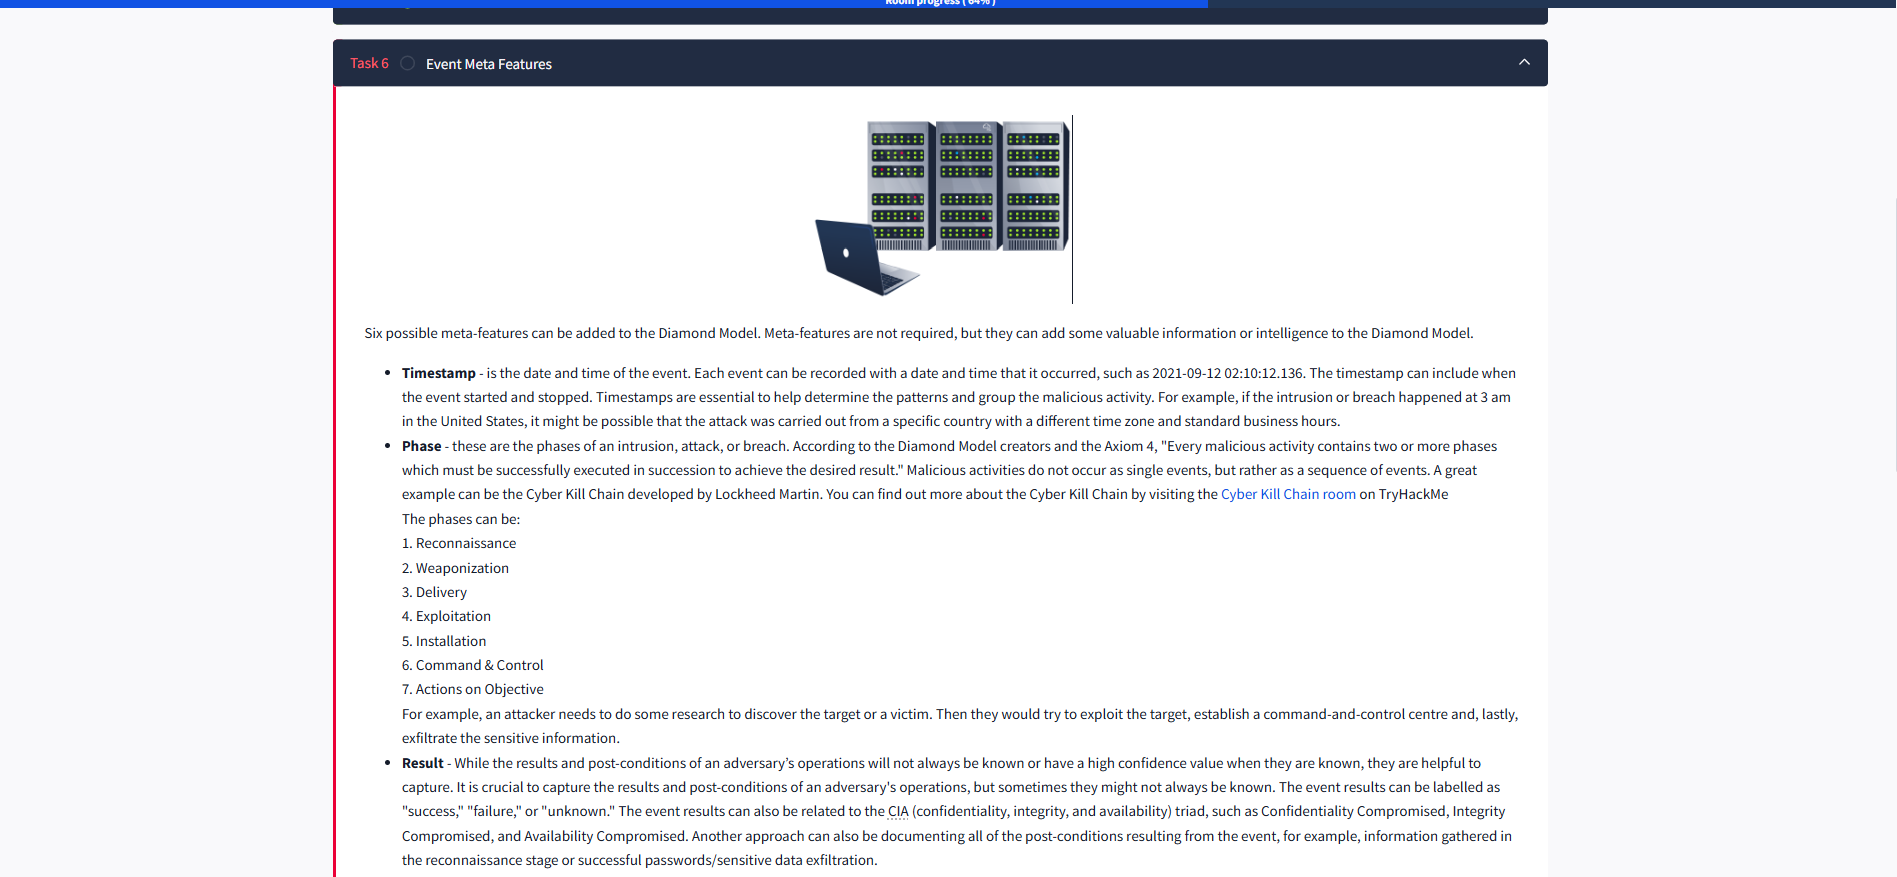 Room progress ( 64% )
Task 6 Event Meta Features
Six possible meta-features can be added to the Diamond Model. Meta-features are not required, but they can add some valuable information or intelligence to the Diamond Model.
• Timestamp - is the date and time of the event. Each event can be recorded with a date and time that it occurred, such as 2021-09-12 02:10:12.136. The timestamp can include when
the event started and stopped. Timestamps are essential to help determine the patterns and group the malicious activity. For example, if the intrusion or breach happened at 3 am
in the United States, it might be possible that the attack was carried out from a specific country with a different time zone and standard business hours.
• Phase - these are the phases of an intrusion, attack, or breach. According to the Diamond Model creators and the Axiom 4, "Every malicious activity contains two or more phases
which must be successfully executed in succession to achieve the desired result." Malicious activities do not occur as single events, but rather as a sequence of events. A great
example can be the Cyber Kill Chain developed by Lockheed Martin. You can find out more about the Cyber Kill Chain by visiting the Cyber Kill Chain room on TryHackMe
The phases can be:
1. Reconnaissance
2. Weaponization
3. Delivery
4. Exploitation
5. Installation
6. Command & Control
7. Actions on Objective
For example, an attacker needs to do some research to discover the target or a victim. Then they would try to exploit the target, establish a command-and-control centre and, lastly,
exfiltrate the sensitive information.
• Result - While the results and post-conditions of an adversary’s operations will not always be known or have a high confidence value when they are known, they are helpful to
capture. It is crucial to capture the results and post-conditions of an adversary's operations, but sometimes they might not always be known. The event results can be labelled as
"success," "failure," or "unknown." The event results can also be related to the CIA (confidentiality, integrity, and availability) triad, such as Confidentiality Compromised, Integrity
Compromised, and Availability Compromised. Another approach can also be documenting all of the post-conditions resulting from the event, for example, information gathered in
the reconnaissance stage or successful passwords/sensitive data exfiltration.